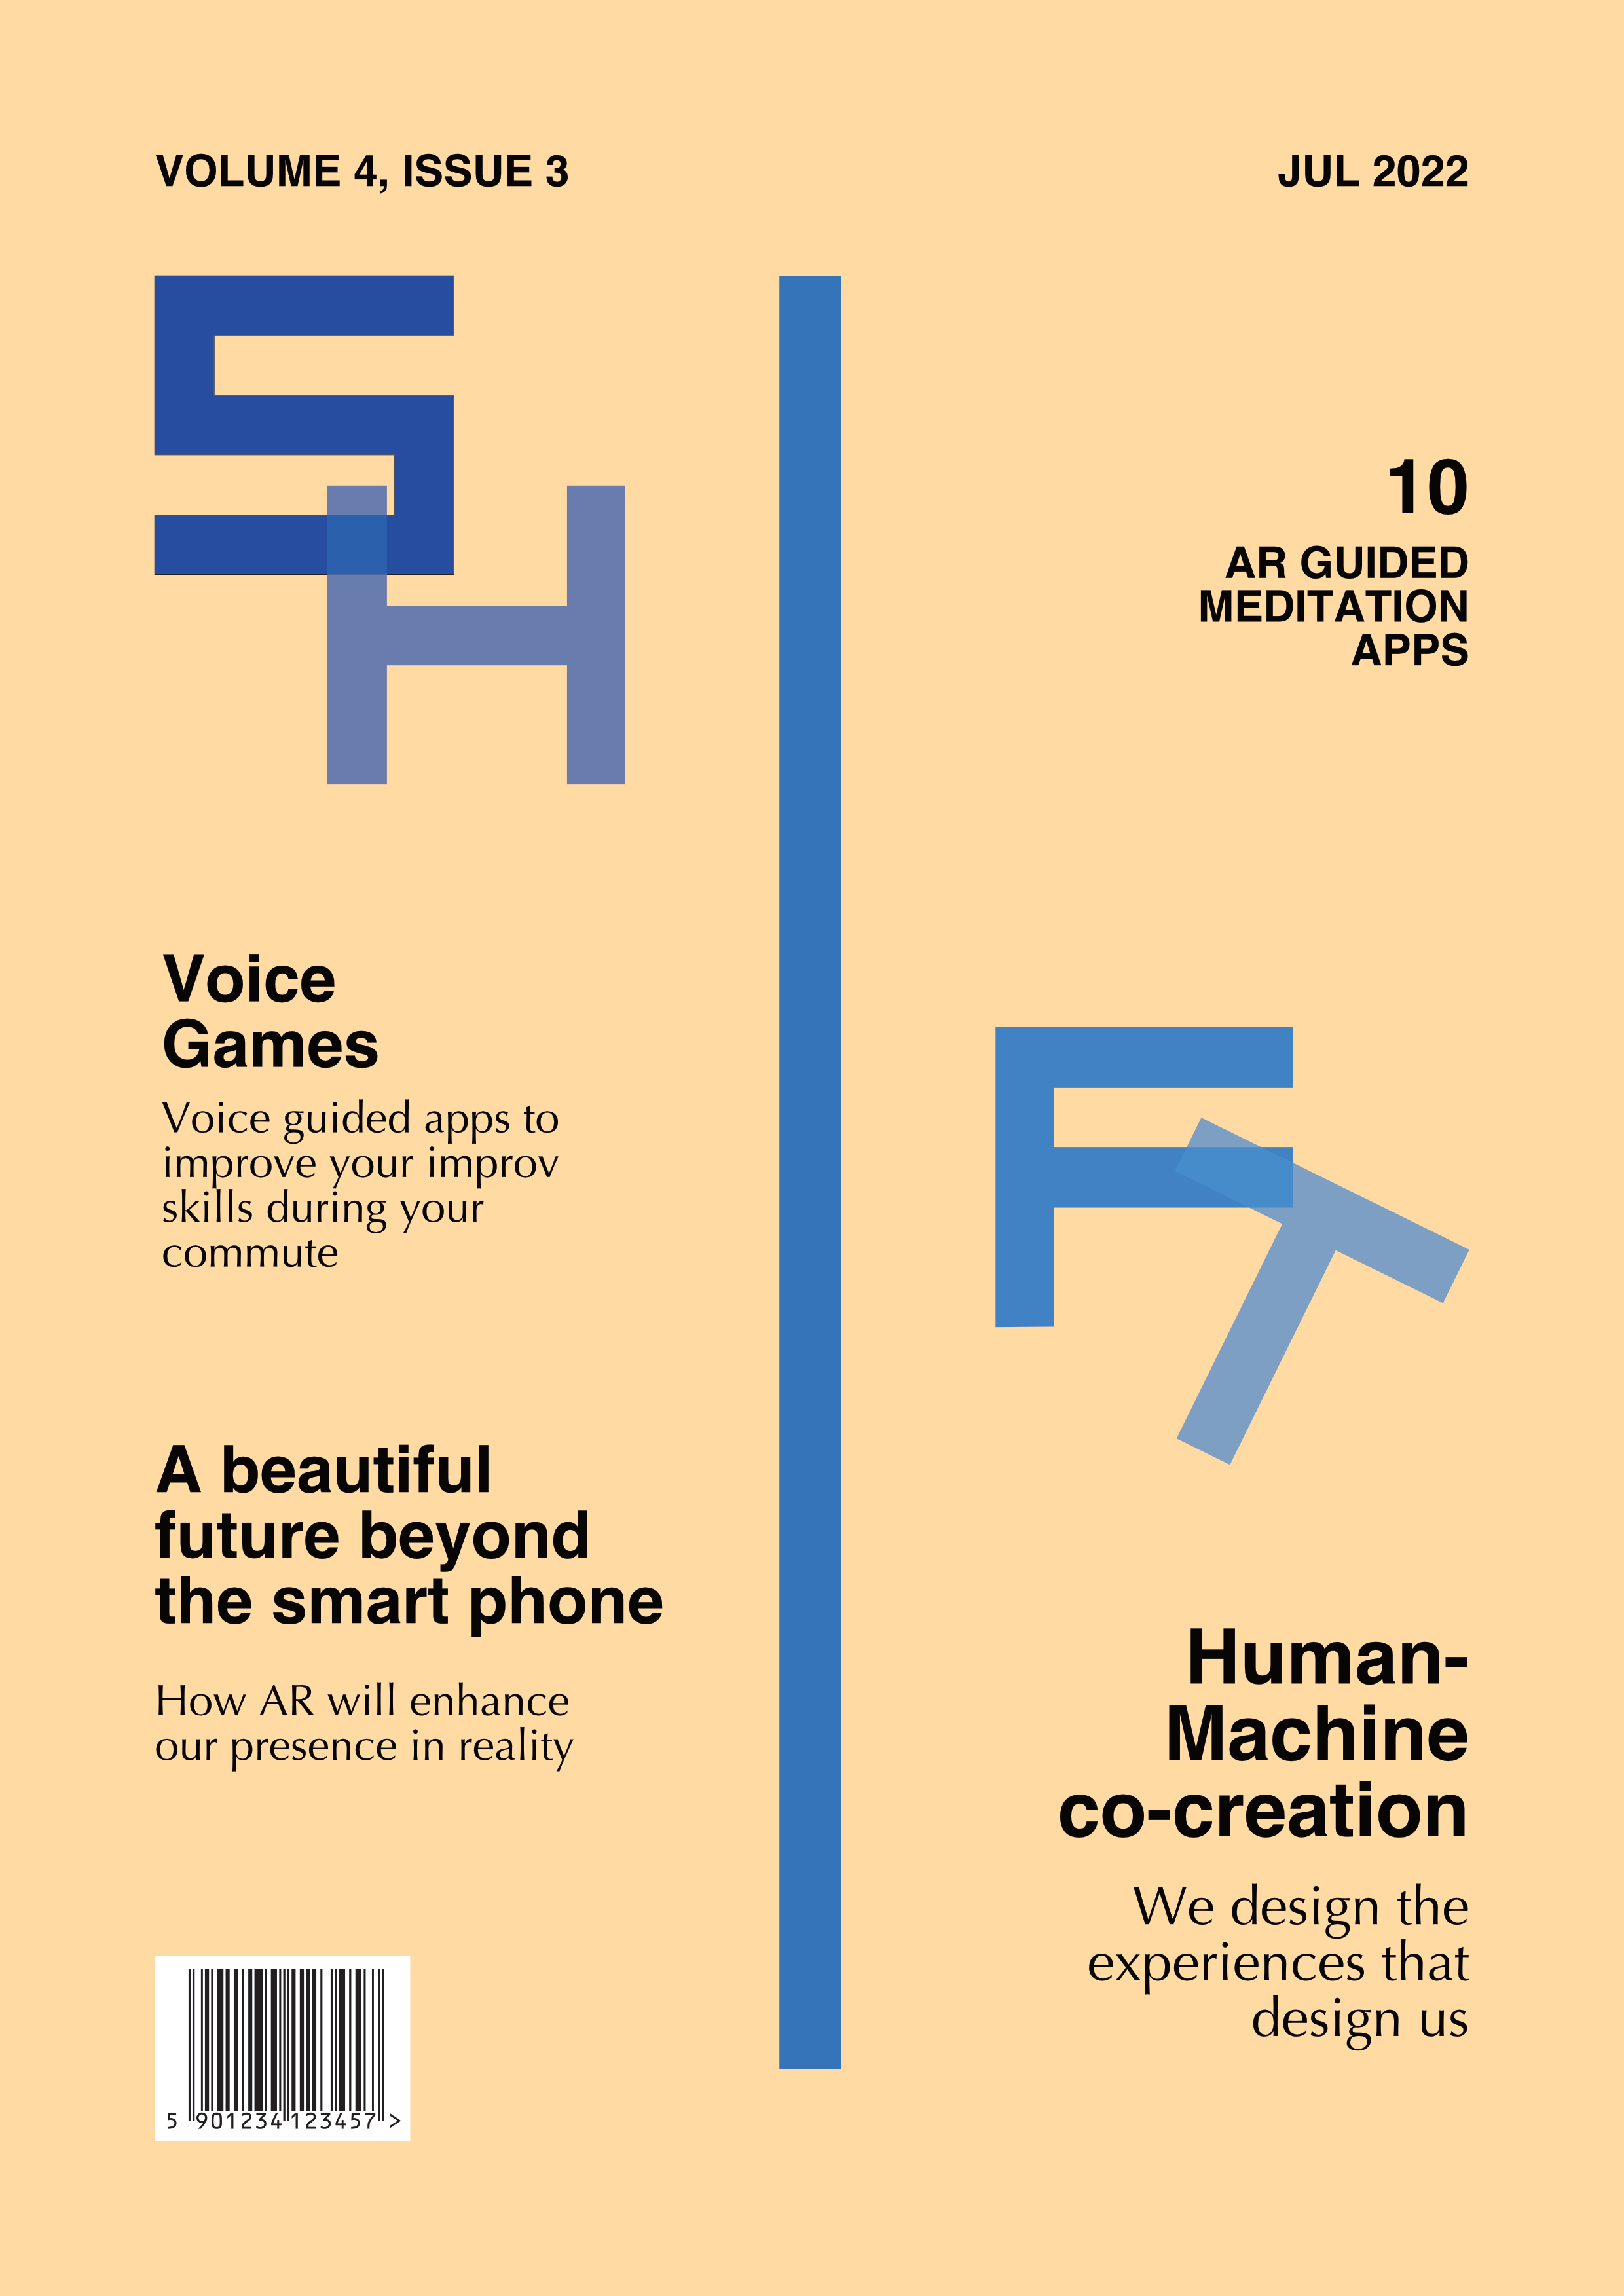 VOLUME 4, ISSUE 3
JUL 2022
S
H
I
F
T
10
AR GUIDED
MEDITATION
APPS
Voice
Games
Voice guided apps to
improve your improv
skills during your
commute
A beautiful
future beyond
the smart phone
How AR will enhance
our presence in reality
Human-
Machine
co-creation
We design the
experiences that
design us
5 901234 123457 >